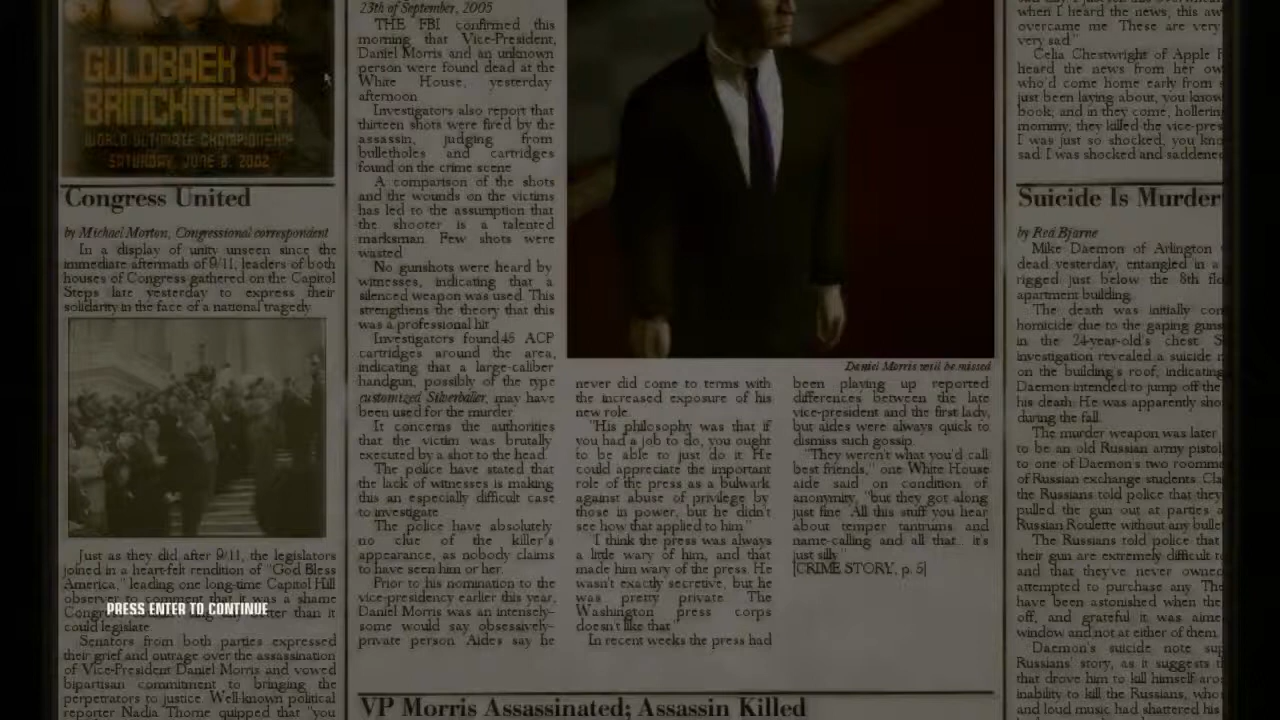 GULDBAEK VS.
BRINCKMEYER
WORLD ULTIMATE CHAMPIONSHIP
SATURDAY, JUNE 8. 2002
Congress United
by Michael Morton, Congressional correspondent
In a display of unity unseen since the
immediate aftermath of 9/11, leaders of both
houses of Congress gathered on the Capitol
Steps late yesterday to express their
solidarity in the face of a national tragedy
Just as they did after 9/11, the legislators
joined in a heart-felt rendition of "God Bless
America," leading one long-time Capitol Hill
observer to comment that it was a shame
Congress
better than it
could legislate
Senators from both parties expressed
their grief and outrage over the assassination
of Vice-President Daniel Morris and vowed
bipartisan commitment to bringing the
perpetrators to justice. Well-known political
reporter Nadia Thorne quipped that "you
PRESS ENTER TO CONTINUE
23th of September, 2005
THE FBI confirmed this
morning that Vice-President,
Daniel Morris and an unknown
person were found dead at the
White House, yesterday
afternoon
Investigators also report that
thirteen shots were fired by the
assassin, judging from
bulletholes and cartridges
found on the crime scene
A comparison of the shots
and the wounds on the victims
has led to the assumption that
the shooter is a talented
marksman. Few shots were
wasted
No gunshots were heard by
witnesses, indicating that a
silenced weapon was used. This
strengthens the theory that this
was a professional hit
Investigators found 45 ACP
cartridges around the area,
indicating that a large-caliber
handgun, possibly of the type
customized Silverballer, may have
been used for the murder
It concerns the authorities
that the victim was brutally
executed by a shot to the head.
The police have stated that
the lack of witnesses is making
this an especially difficult case
to investigate
The police have absolutely
no clue of the killer's
appearance, as nobody claims
to have seen him or her.
Prior to his nomination to the
vice-presidency earlier this year,
Daniel Morris was an intensely–
some would say obsessively–
private person. Aides say he
Daniel Morris will be missed
never did come to terms with
the increased exposure of his
new role.
"His philosophy was that if
you had a job to do, you ought
to be able to just do it. He
could appreciate the important
role of the press as a bulwark
against abuse of privilege by
those in power, but he didn't
see how that applied to him."
"I think the press was always
a little wary of him, and that
made him wary of the press. He
wasn't exactly secretive, but he
was pretty private. The
Washington press corps
doesn't like that."
In recent weeks the press had
been playing up reported
differences between the late
vice-president and the first lady,
but aides were always quick to
dismiss such gossip.
"They weren't what you'd call
best friends," one White House
aide said on condition of
anonymity, "but they got along
just fine. All this stuff you hear
about temper tantrums and
name-calling and all that... it's
just silly."
[CRIME STORY, p. 5]
VP Morris Assassinated; Assassin Killed
when I heard the news, this aw
overcame me. These are very
very sad"
Celia Chestwright of Apple F
heard the news from her ow
who'd come home early from s
just been laying about, you know
book, and in they come, hollering
mommy, they killed the vice-pres
I was just so shocked, you kno
sad. I was shocked and saddene
Suicide Is Murder
by Red Bjarne
Mike Daemon of Arlington
dead yesterday, entangled in a
rigged just below the 8th flo
apartment building.
The death was initially con
homicide due to the gaping guns
in the 24-year-old's chest. S
investigation revealed a suicide n
on the building's roof, indicating
Daemon intended to jump off the
his death. He was apparently sho
during the fall.
The murder weapon was later
to be an old Russian army pistol,
to one of Daemon's two roomm
of Russian exchange students. Cla
the Russians told police that they
pulled the gun out at parties a
Russian Roulette without any bulle
The Russians told police that
their gun are extremely difficult to
and that they've never owned
attempted to purchase any. The
have been astonished when the
off, and grateful it was aime
window and not at either of them.
Daemon's suicide note sup
Russians' story, as it suggests t
that drove him to kill himself aro
inability to kill the Russians, who
and loud music had shattered his